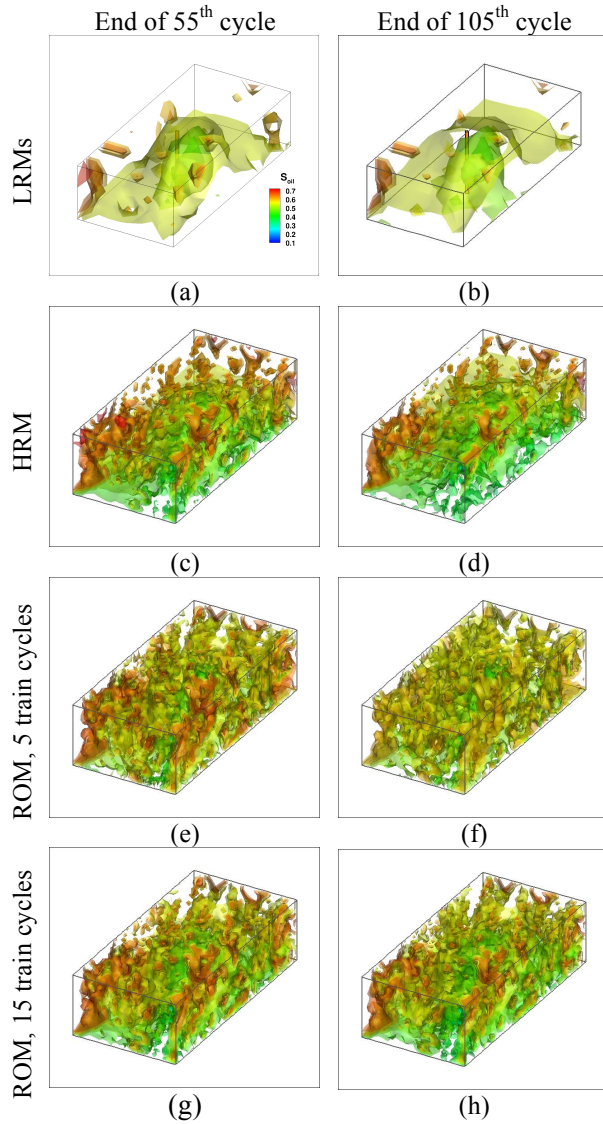 End of 55th cycle End of 105th cycle
LRMs
Soil
0.7
0.6
0.5
0.4
0.3
0.2
0.1
(a) (b)
HRM
(c) (d)
ROM, 5 train cycles
(e) (f)
ROM, 15 train cycles
(g) (h)